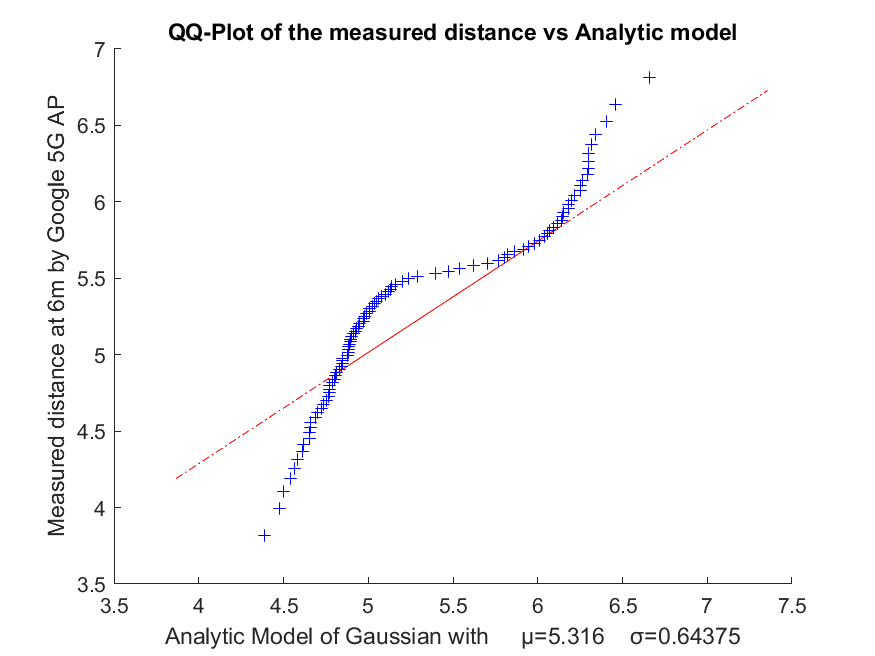 QQ-Plot of the measured distance vs Analytic model
Measured distance at 6m by Google 5G AP
7
6.5
6
5.5
5
4.5
4
3.5
3.5 4 4.5 5 5.5 6 6.5 7 7.5
Analytic Model of Gaussian with μ=5.316 σ=0.64375